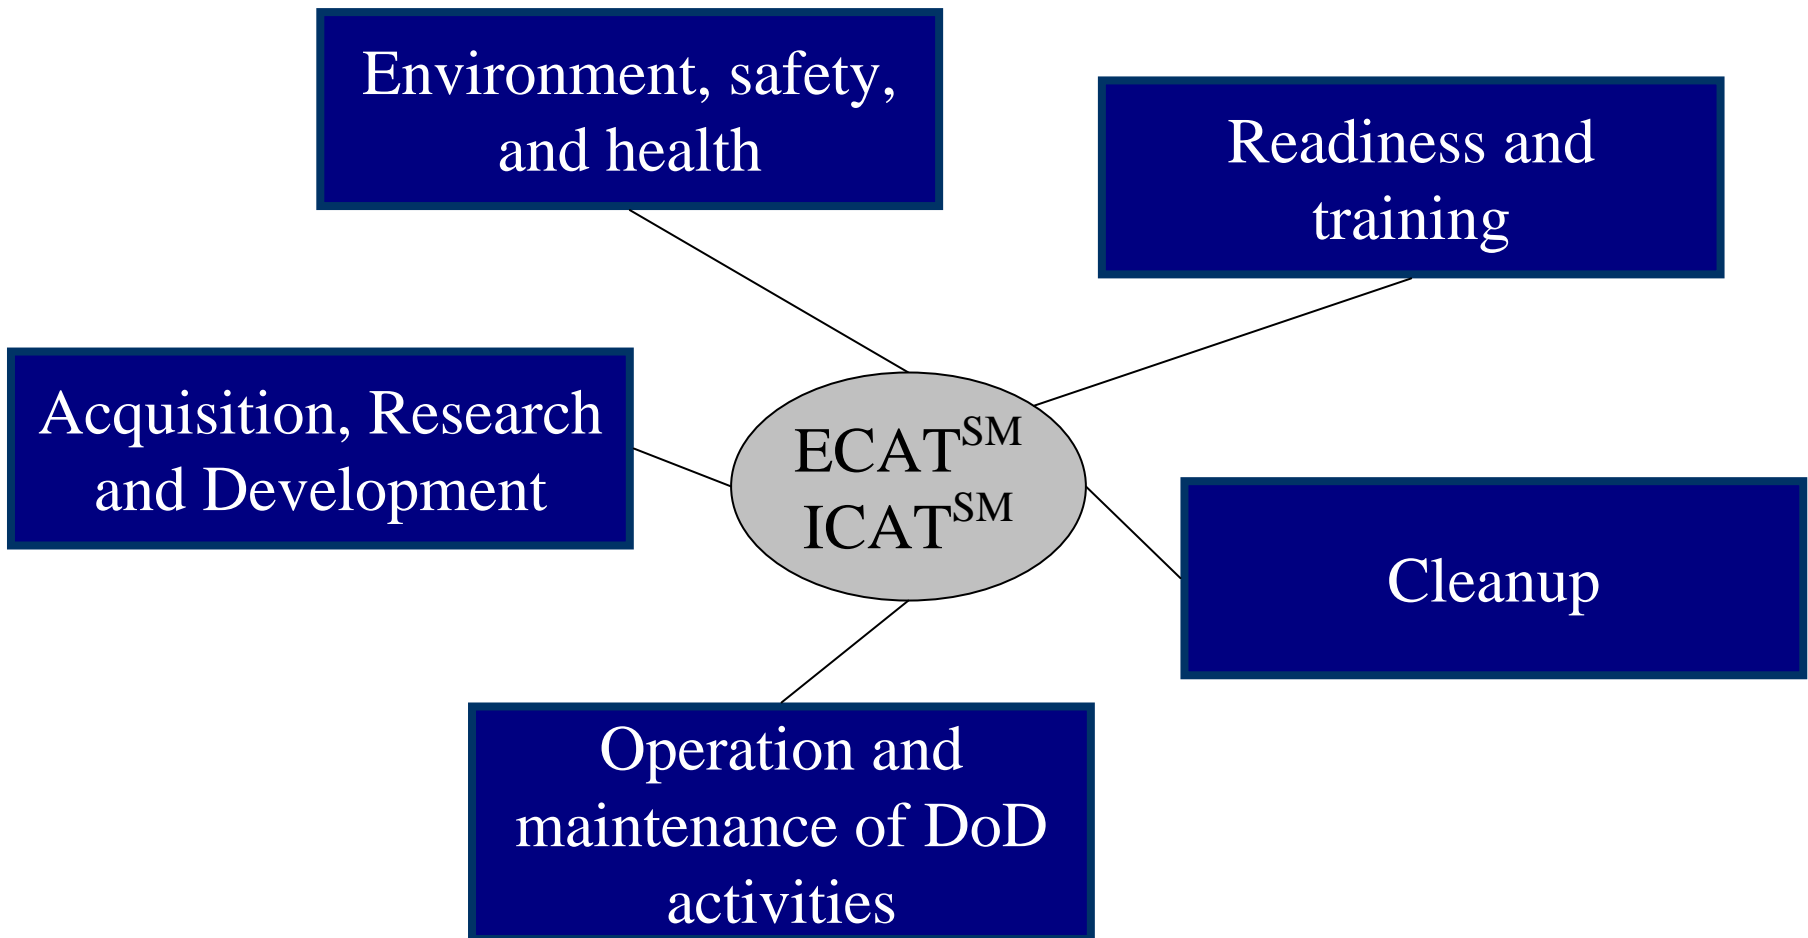 Environment, safety,
and health
Readiness and
training
Acquisition, Research
and Development
ECATSM
ICATSM
Cleanup
Operation and
maintenance of DoD
activities